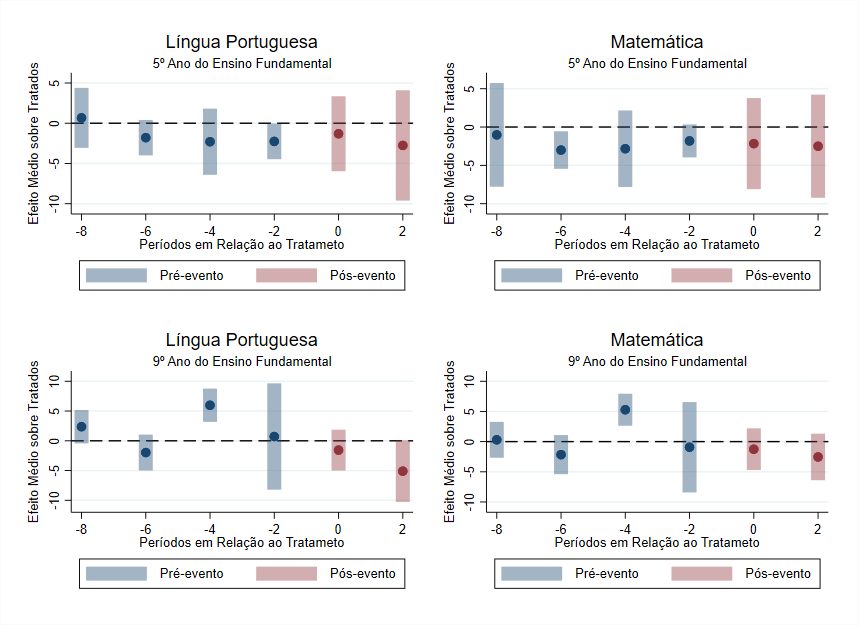 Língua Portuguesa
5º Ano do Ensino Fundamental
Efeito Médio sobre Tratados
5
0
-5
-10
-8 -6 -4 -2 0 2
Períodos em Relação ao Tratameto
Pré-evento Pós-evento
Matemática
5º Ano do Ensino Fundamental
Efeito Médio sobre Tratados
5
0
-5
-10
-8 -6 -4 -2 0 2
Períodos em Relação ao Tratameto
Pré-evento Pós-evento
Língua Portuguesa
9º Ano do Ensino Fundamental
Efeito Médio sobre Tratados
10
5
0
-5
-10
-8 -6 -4 -2 0 2
Períodos em Relação ao Tratameto
Pré-evento Pós-evento
Matemática
9º Ano do Ensino Fundamental
Efeito Médio sobre Tratados
10
5
0
-5
-10
-8 -6 -4 -2 0 2
Períodos em Relação ao Tratameto
Pré-evento Pós-evento